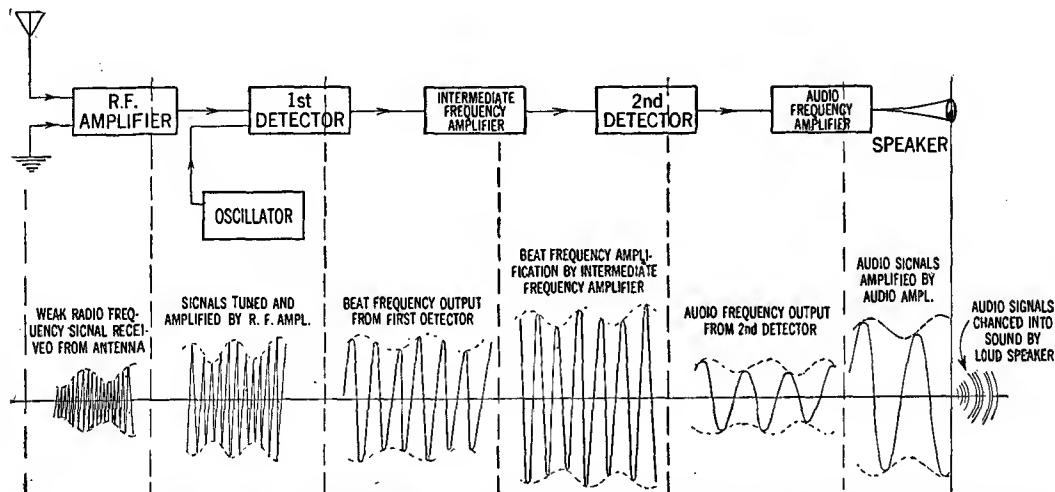 R.F.
AMPLIFIER
1st
DETECTOR
INTERMEDIATE
FREQUENCY
AMPLIFIER
2nd
DETECTOR
AUDIO
FREQUENCY
AMPLIFIER
SPEAKER
OSCILLATOR
WEAK RADIO FRE-
QUENCY SIGNAL RECEI-
VED FROM ANTENNA
SIGNALS TUNED AND
AMPLIFIED BY R. F. AMPL.
BEAT FREQUENCY OUTPUT
FROM FIRST DETECTOR
BEAT FREQUENCY AMPLI-
FICATION BY INTERMEDIATE
FREQUENCY AMPLIFIER
AUDIO FREQUENCY OUTPUT
FROM 2nd DETECTOR
AUDIO SIGNALS
AMPLIFIED BY
AUDIO AMPL.
AUDIO SIGNALS
CHANCED INTO
SOUND BY
LOUD SPEAKER